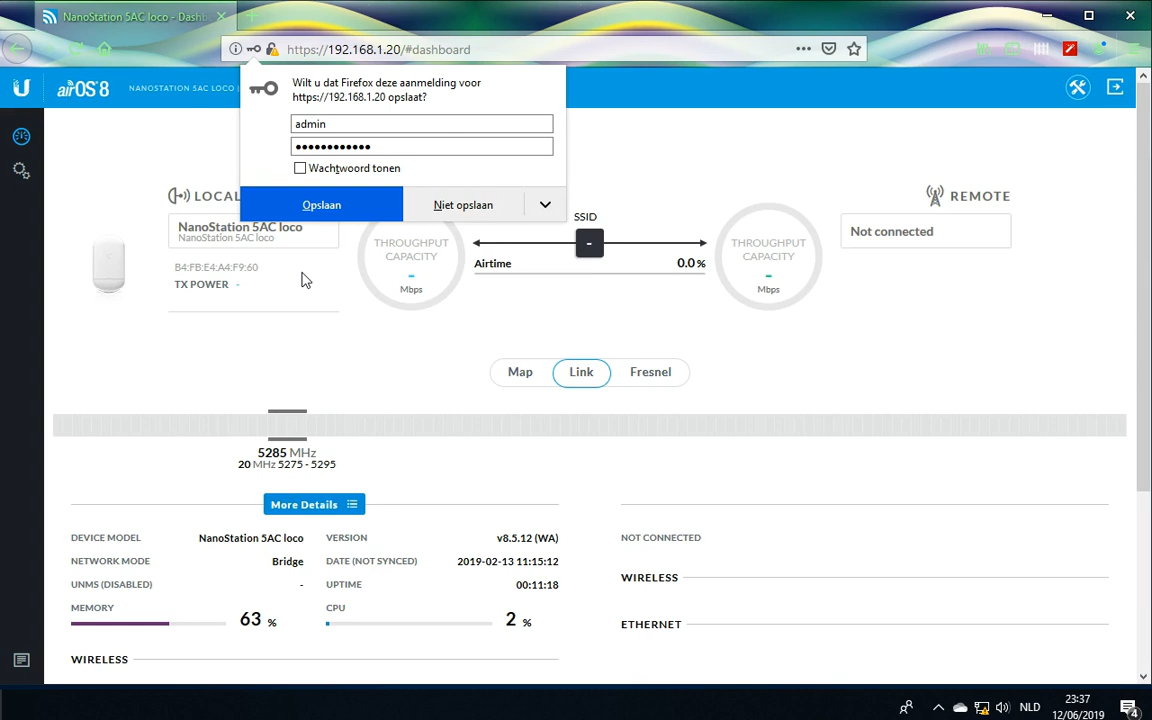 NanoStation 5AC loco - Dashb
https://192.168.1.20/#dashboard
Wilt u dat Firefox deze aanmelding voor
https://192.168.1.20 opslaat?
admin
••••••••••••
Wachtwoord tonen
Opslaan
Niet opslaan
airOS®8
NANOSTATION 5AC LOCO
LOCAL
REMOTE
NanoStation 5AC loco
NanoStation 5AC loco
B4:FB:E4:A4:F9:60
TX POWER -
THROUGHPUT
CAPACITY
-
Mbps
SSID
-
Airtime 0.0 %
THROUGHPUT
CAPACITY
-
Mbps
Not connected
Map Link Fresnel
5285 MHz
20 MHz 5275 - 5295
More Details
DEVICE MODEL NanoStation 5AC loco
VERSION v8.5.12 (WA)
NOT CONNECTED
NETWORK MODE Bridge
DATE (NOT SYNCED) 2019-02-13 11:15:12
UNMS (DISABLED) -
UPTIME 00:11:18
WIRELESS
MEMORY 63 %
CPU 2 %
ETHERNET
WIRELESS
NLD
23:37
12/06/2019
4